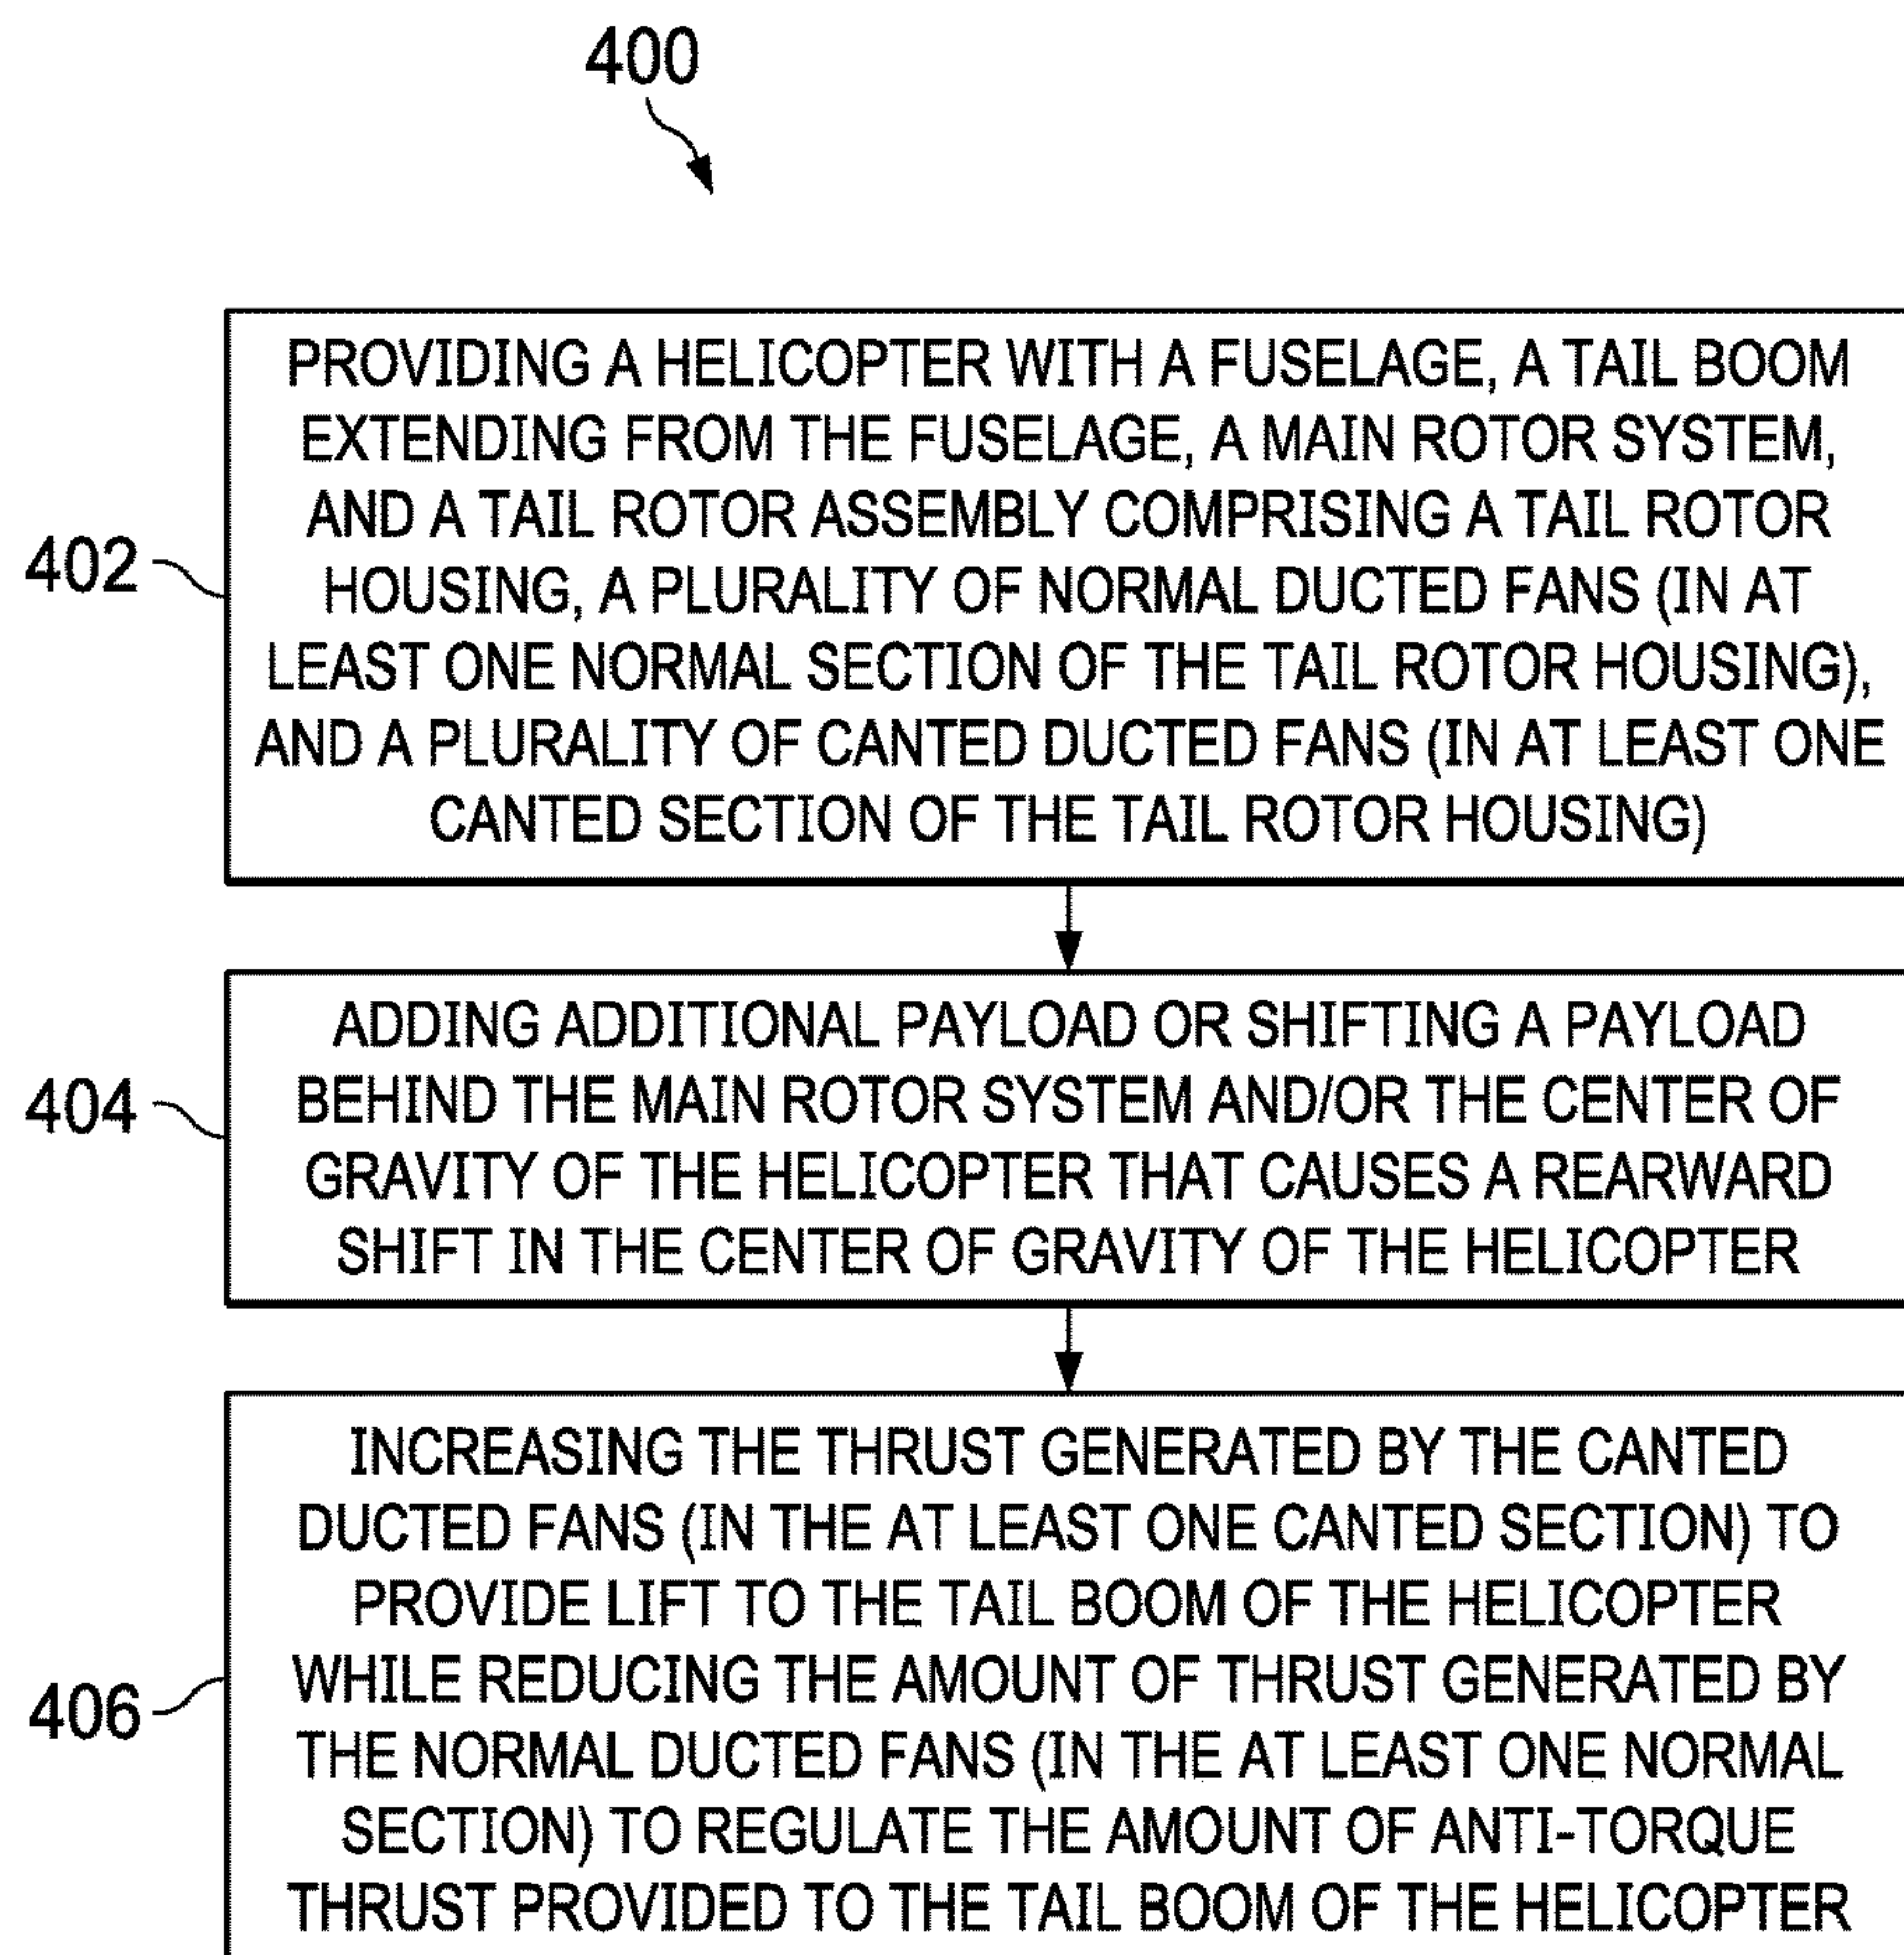 400
402
PROVIDING A HELICOPTER WITH A FUSELAGE, A TAIL BOOM
EXTENDING FROM THE FUSELAGE, A MAIN ROTOR SYSTEM,
AND A TAIL ROTOR ASSEMBLY COMPRISING A TAIL ROTOR
HOUSING, A PLURALITY OF NORMAL DUCTED FANS (IN AT
LEAST ONE NORMAL SECTION OF THE TAIL ROTOR HOUSING),
AND A PLURALITY OF CANTED DUCTED FANS (IN AT LEAST ONE
CANTED SECTION OF THE TAIL ROTOR HOUSING)
404
ADDING ADDITIONAL PAYLOAD OR SHIFTING A PAYLOAD
BEHIND THE MAIN ROTOR SYSTEM AND/OR THE CENTER OF
GRAVITY OF THE HELICOPTER THAT CAUSES A REARWARD
SHIFT IN THE CENTER OF GRAVITY OF THE HELICOPTER
406
INCREASING THE THRUST GENERATED BY THE CANTED
DUCTED FANS (IN THE AT LEAST ONE CANTED SECTION) TO
PROVIDE LIFT TO THE TAIL BOOM OF THE HELICOPTER
WHILE REDUCING THE AMOUNT OF THRUST GENERATED BY
THE NORMAL DUCTED FANS (IN THE AT LEAST ONE NORMAL
SECTION) TO REGULATE THE AMOUNT OF ANTI-TORQUE
THRUST PROVIDED TO THE TAIL BOOM OF THE HELICOPTER